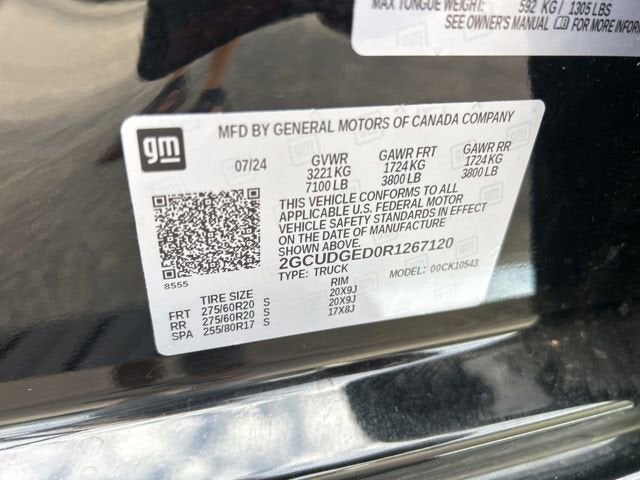 MAX TONGUE WEIGHT: 592 KG / 1305 LBS
SEE OWNER'S MANUAL FOR MORE INFOR
gm
MFD BY GENERAL MOTORS OF CANADA COMPANY
07/24 GVWR GAWR FRT GAWR RR
3221 KG 1724 KG 1724 KG
7100 LB 3800 LB 3800 LB
THIS VEHICLE CONFORMS TO ALL
APPLICABLE U.S. FEDERAL MOTOR
VEHICLE SAFETY STANDARDS IN EFFECT
ON THE DATE OF MANUFACTURE
SHOWN ABOVE.
2GCUDGED0R1267120
TYPE: TRUCK MODEL: 00CK10543
8555
TIRE SIZE RIM
FRT 275/60R20 S 20X9J
RR 275/60R20 S 20X9J
SPA 255/80R17 S 17X8J